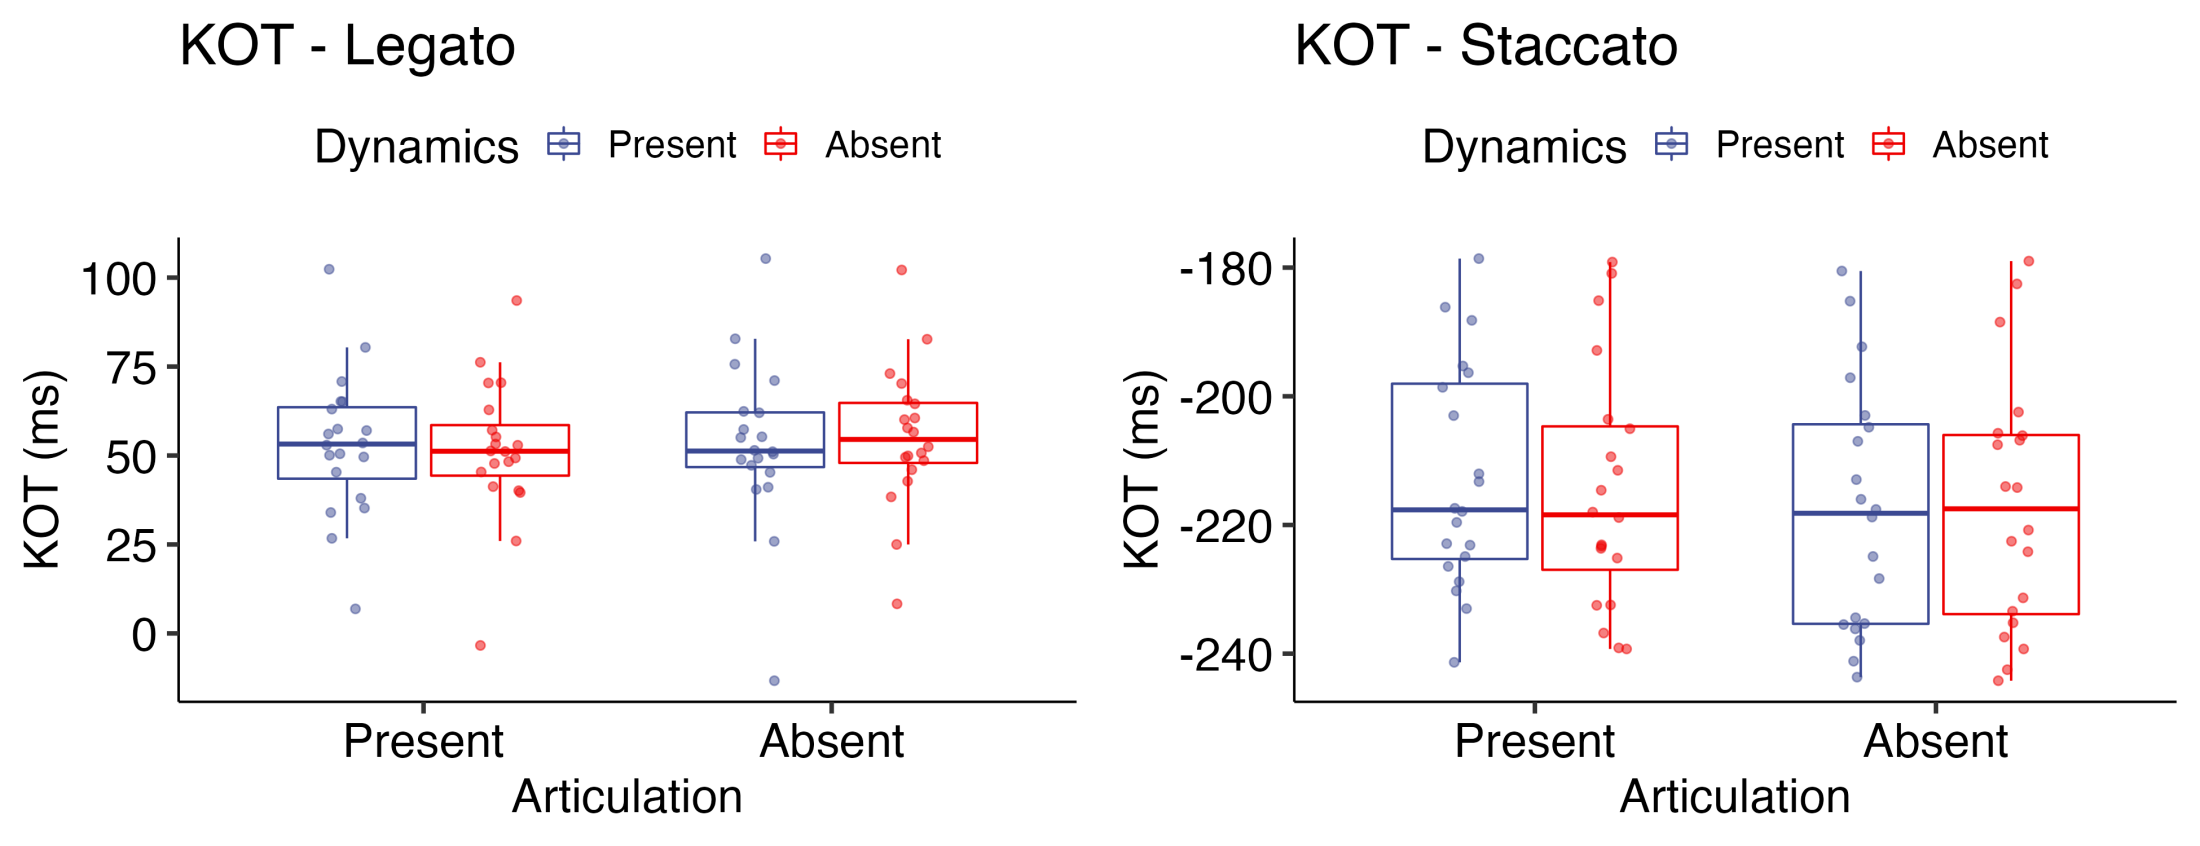 KOT - Legato
Dynamics Present Absent
KOT (ms)
100
75
50
25
0
Present Absent
Articulation
KOT - Staccato
Dynamics Present Absent
KOT (ms)
-180
-200
-220
-240
Present Absent
Articulation